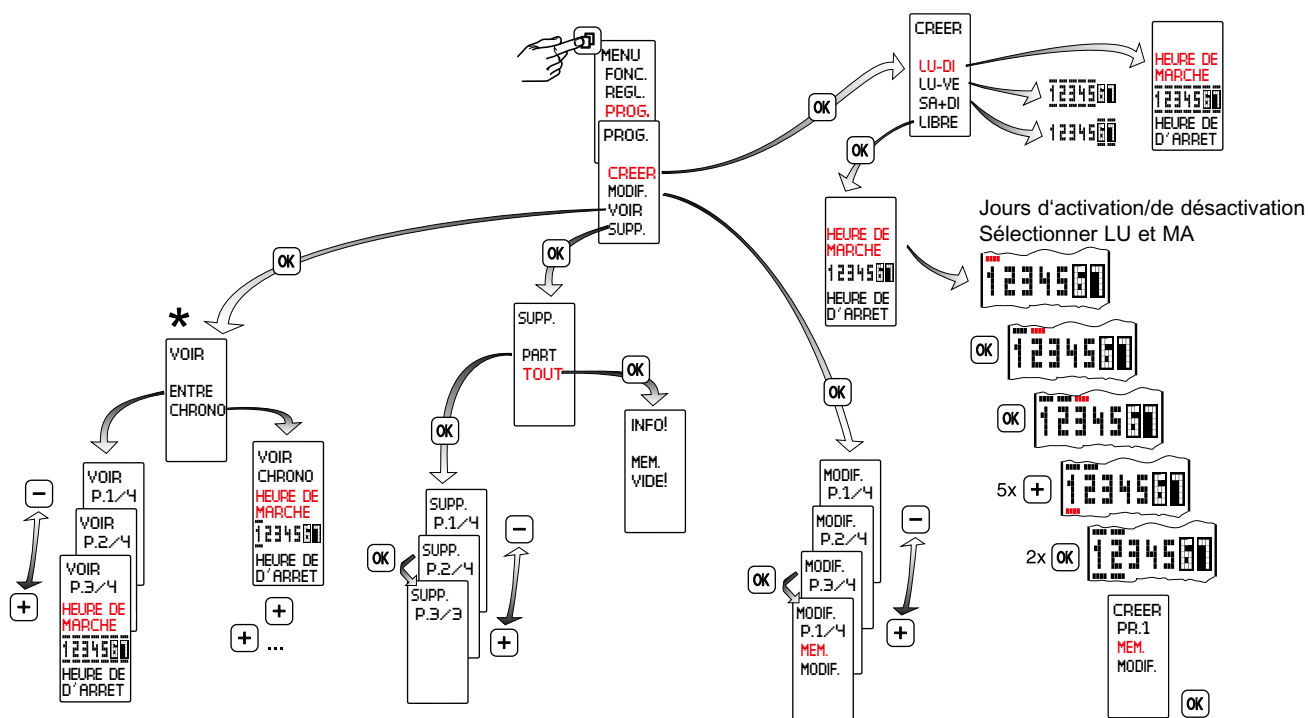 MENU
FONC.
REGL.
PROG.
PROG.
CREER
MODIF.
VOIR
SUPP.
OK
CREER
LU-DI
LU-VE
SA+DI
LIBRE
HEURE DE
MARCHE
1234567
HEURE DE
D'ARRET
1234567
1234567
OK
HEURE DE
MARCHE
1234567
HEURE DE
D'ARRET
Jours d'activation/de désactivation
Sélectionner LU et MA
1234567
OK
1234567
OK
1234567
5x +
1234567
2x OK
1234567
CREER
PR.1
MEM.
MODIF.
OK
OK
*
VOIR
ENTRE
CHRONO
VOIR
P.1/4
VOIR
P.2/4
VOIR
P.3/4
HEURE DE
MARCHE
1234567
HEURE DE
D'ARRET
-
+
VOIR
CHRONO
HEURE DE
MARCHE
1234567
HEURE DE
D'ARRET
+
+ ...
OK
SUPP.
PART
TOUT
OK
INFO!
MEM.
VIDE!
OK
SUPP.
P.1/4
SUPP.
P.2/4
OK
SUPP.
P.3/3
-
+
OK
MODIF.
P.1/4
MODIF.
P.2/4
MODIF.
P.3/4
OK
MODIF.
P.1/4
MEM.
MODIF.
-
+